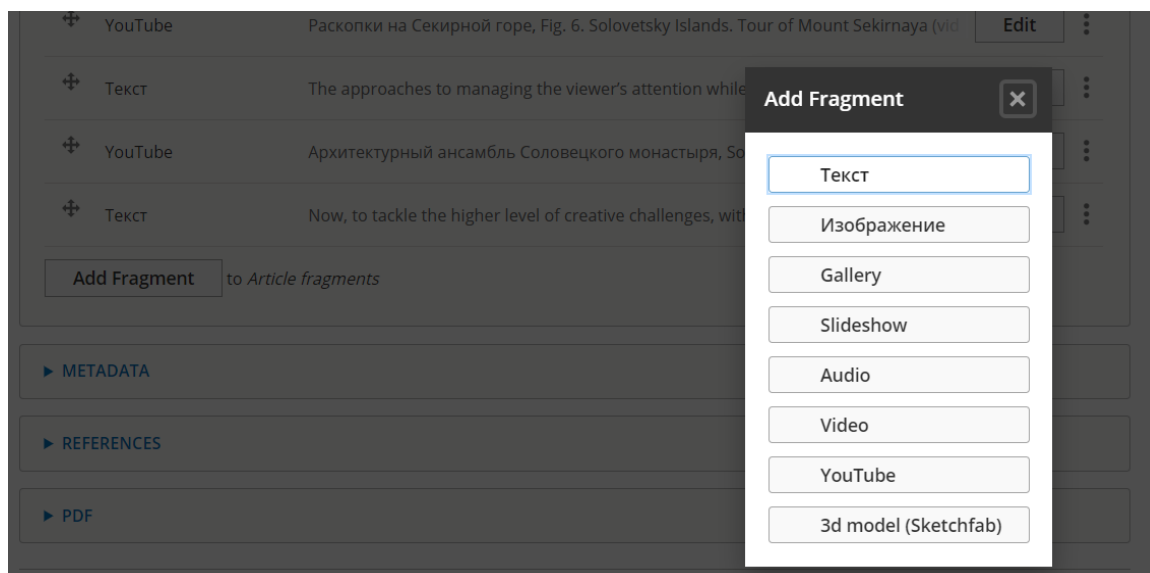 YouTube Раскопки на Секирной горе, Fig. 6. Solovetsky Islands. Tour of Mount Sekirnaya (vid Edit
Текст The approaches to managing the viewer's attention while
YouTube Архитектурный ансамбль Соловецкого монастыря, So
Текст Now, to tackle the higher level of creative challenges, with
Add Fragment to Article fragments
METADATA
REFERENCES
PDF
Add Fragment
Текст
Изображение
Gallery
Slideshow
Audio
Video
YouTube
3d model (Sketchfab)